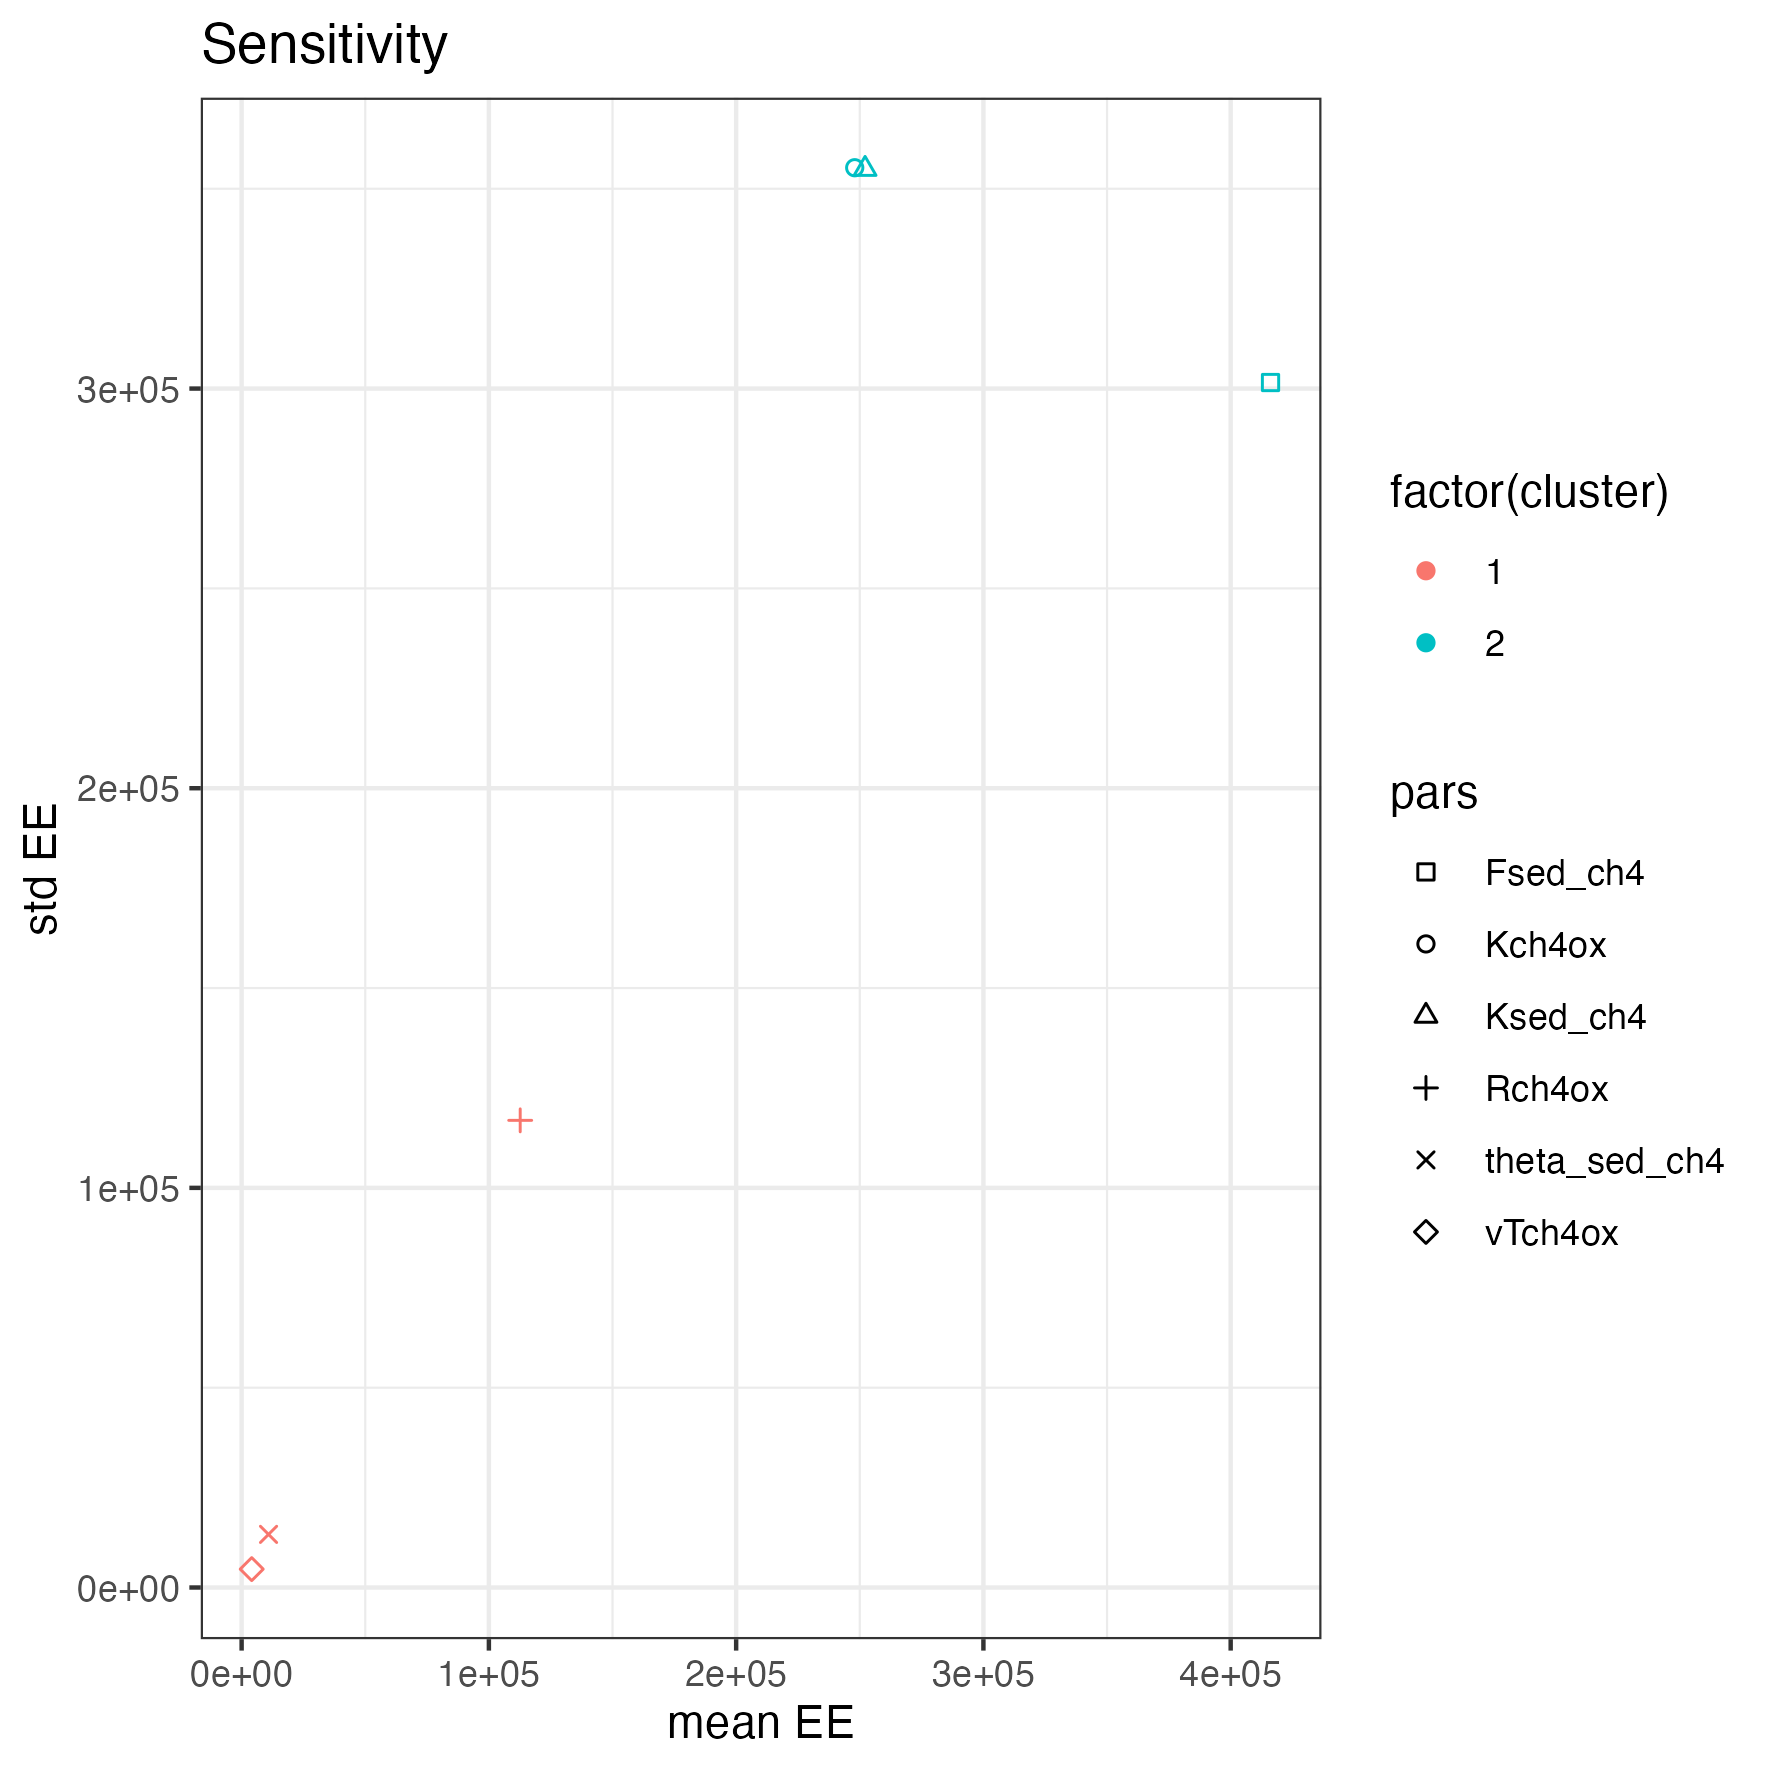 Sensitivity
std EE
3e+05
2e+05
1e+05
0e+00
0e+00
1e+05
2e+05
3e+05
4e+05
mean EE
factor(cluster)
1
2
pars
Fsed_ch4
Kch4ox
Ksed_ch4
Rch4ox
theta_sed_ch4
vTch4ox